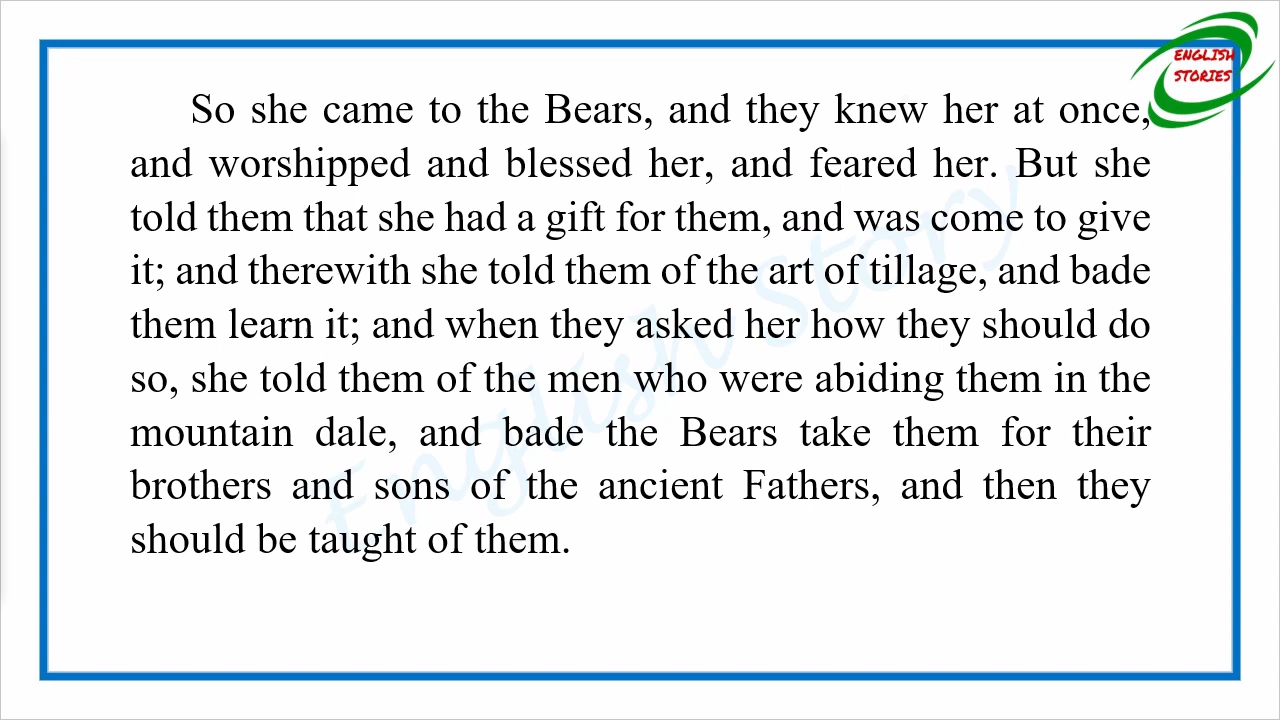 ENGLISH
STORIES
So she came to the Bears, and they knew her at once,
and worshipped and blessed her, and feared her. But she
told them that she had a gift for them, and was come to give
it; and therewith she told them of the art of tillage, and bade
them learn it; and when they asked her how they should do
so, she told them of the men who were abiding them in the
mountain dale, and bade the Bears take them for their
brothers and sons of the ancient Fathers, and then they
should be taught of them.
English Story